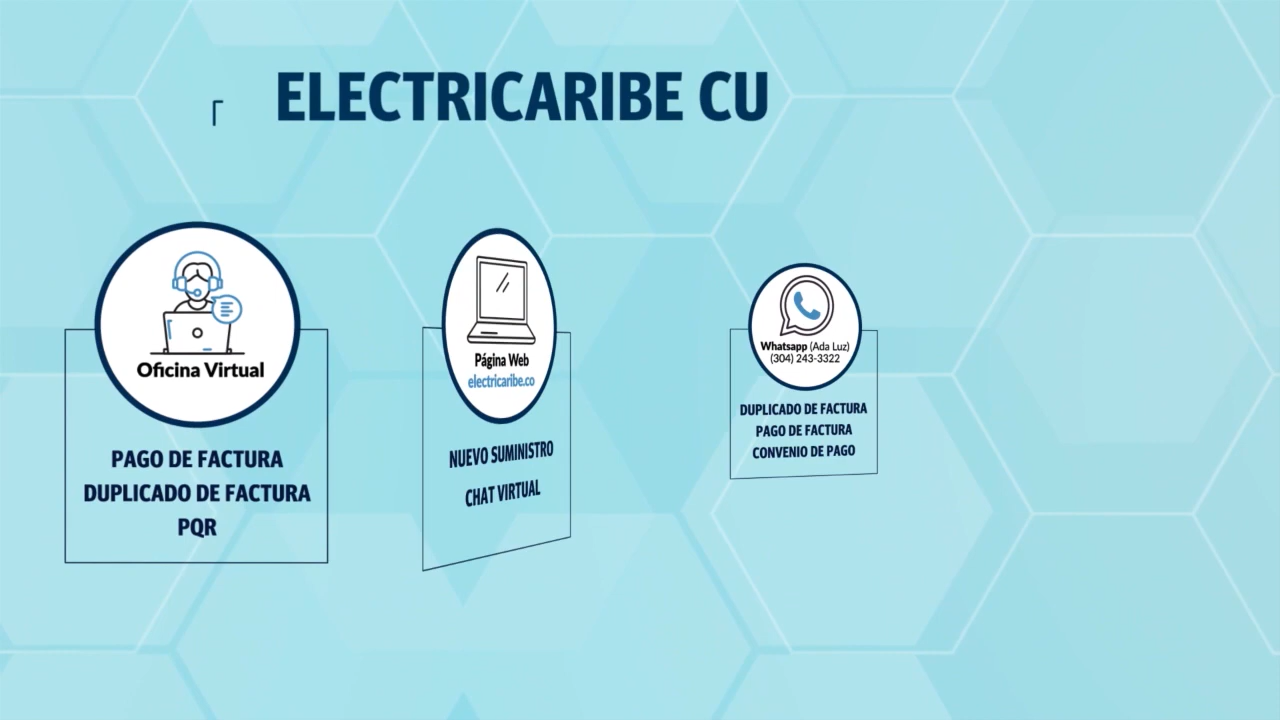 ELECTRICARIBE CU
Oficina Virtual
PAGO DE FACTURA
DUPLICADO DE FACTURA
PQR
Página Web
electricaribe.co
NUEVO SUMINISTRO
CHAT VIRTUAL
Whatsapp (Ada Luz)
(304) 243-3322
DUPLICADO DE FACTURA
PAGO DE FACTURA
CONVENIO DE PAGO